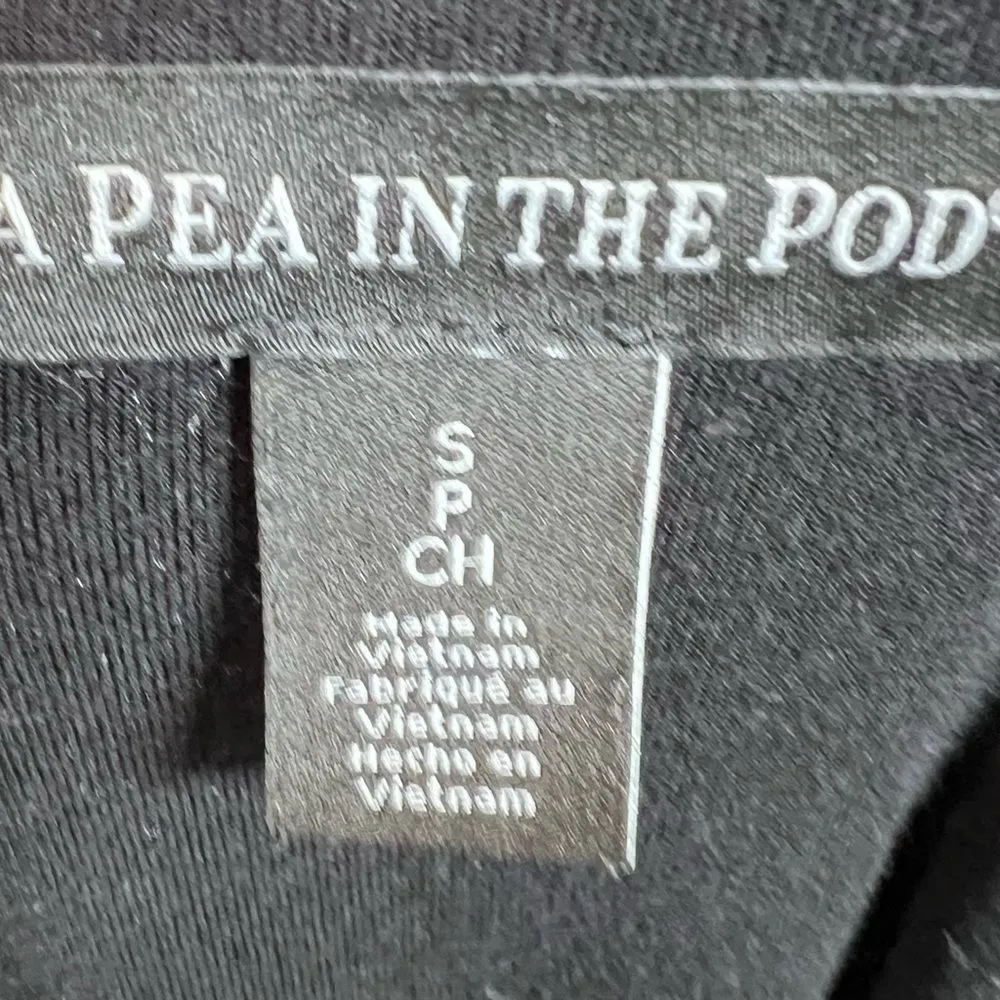 A PEA IN THE POD
S
P
CH
Made in
Vietnam
Fabriqué au
Vietnam
Hecho en
Vietnam